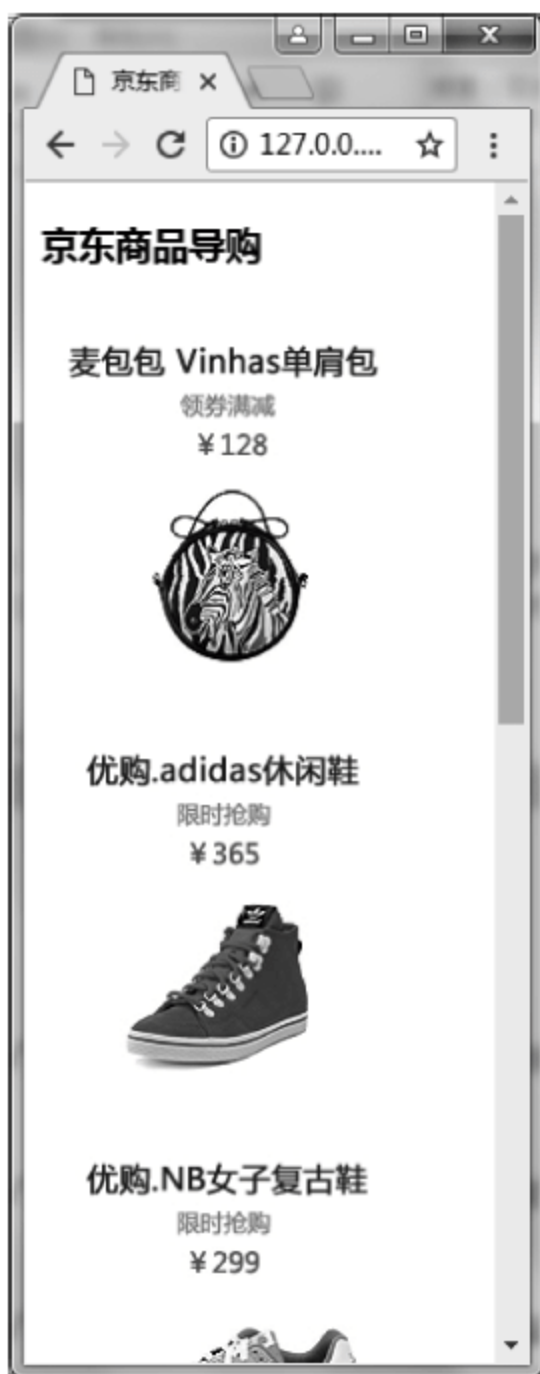 京东商
127.0.0....
京东商品导购
麦包包 Vinhas单肩包
领券满减
￥128
优购.adidas休闲鞋
限时抢购
￥365
优购.NB女子复古鞋
限时抢购
￥299